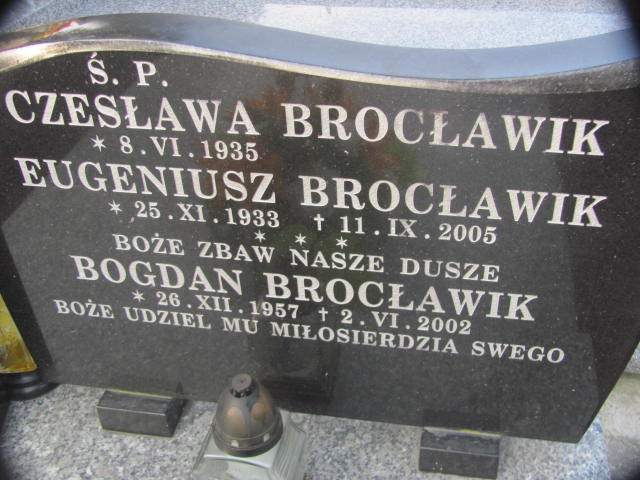 Ś. P.
CZESŁAWA BROCŁAWIK
* 8. VI. 1935
EUGENIUSZ BROCŁAWIK
* 25. XI. 1933 † 11. IX. 2005
* * *
BOŻE ZBAW NASZE DUSZE
BOGDAN BROCŁAWIK
* 26. XII. 1957 † 2. VI. 2002
BOŻE UDZIEL MU MIŁOSIERDZIA SWEGO